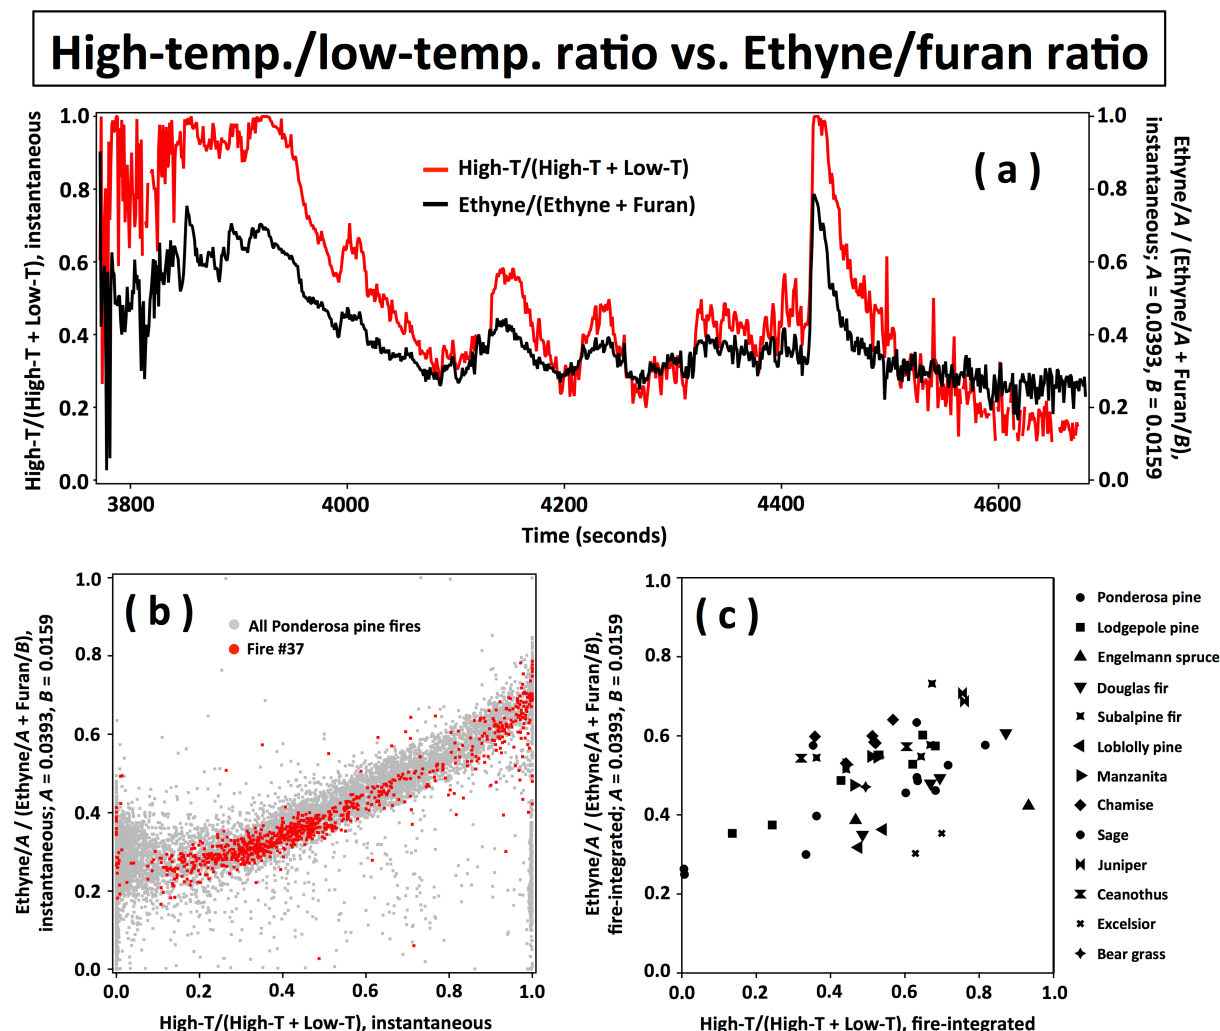 High-temp./low-temp. ratio vs. Ethyne/furan ratio
High-T/(High-T + Low-T), instantaneous
1.0
0.8
0.6
0.4
0.2
0.0
High-T/(High-T + Low-T)
Ethyne/(Ethyne + Furan)
( a )
1.0
0.8
0.6
0.4
0.2
0.0
Ethyne/A / (Ethyne/A + Furan/B),
instantaneous; A = 0.0393, B = 0.0159
3800 4000 4200 4400 4600
Time (seconds)
Ethyne/A / (Ethyne/A + Furan/B),
instantaneous; A = 0.0393, B = 0.0159
1.0
0.8
0.6
0.4
0.2
0.0
( b )
All Ponderosa pine fires
Fire #37
0.0 0.2 0.4 0.6 0.8 1.0
High-T/(High-T + Low-T), instantaneous
Ethyne/A / (Ethyne/A + Furan/B),
fire-integrated; A = 0.0393, B = 0.0159
1.0
0.8
0.6
0.4
0.2
0.0
( c )
0.0 0.2 0.4 0.6 0.8 1.0
High-T/(High-T + Low-T), fire-integrated
Ponderosa pine
Lodgepole pine
Engelmann spruce
Douglas fir
Subalpine fir
Loblolly pine
Manzanita
Chamise
Sage
Juniper
Ceanothus
Excelsior
Bear grass